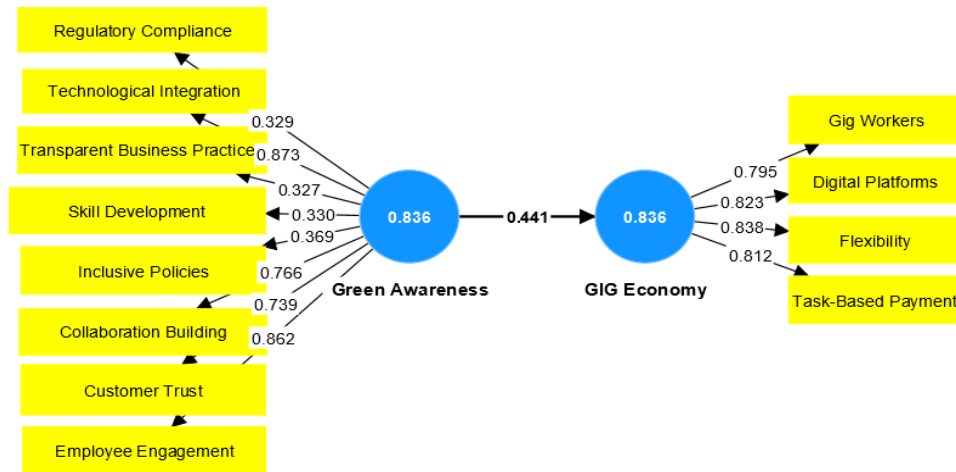 Regulatory Compliance
Technological Integration
Transparent Business Practice
Skill Development
Inclusive Policies
Collaboration Building
Customer Trust
Employee Engagement
0.329
0.873
0.327
0.330
0.369
0.766
0.739
0.862
0.836
Green Awareness
0.441
0.836
GIG Economy
0.795
0.823
0.838
0.812
Gig Workers
Digital Platforms
Flexibility
Task-Based Payment